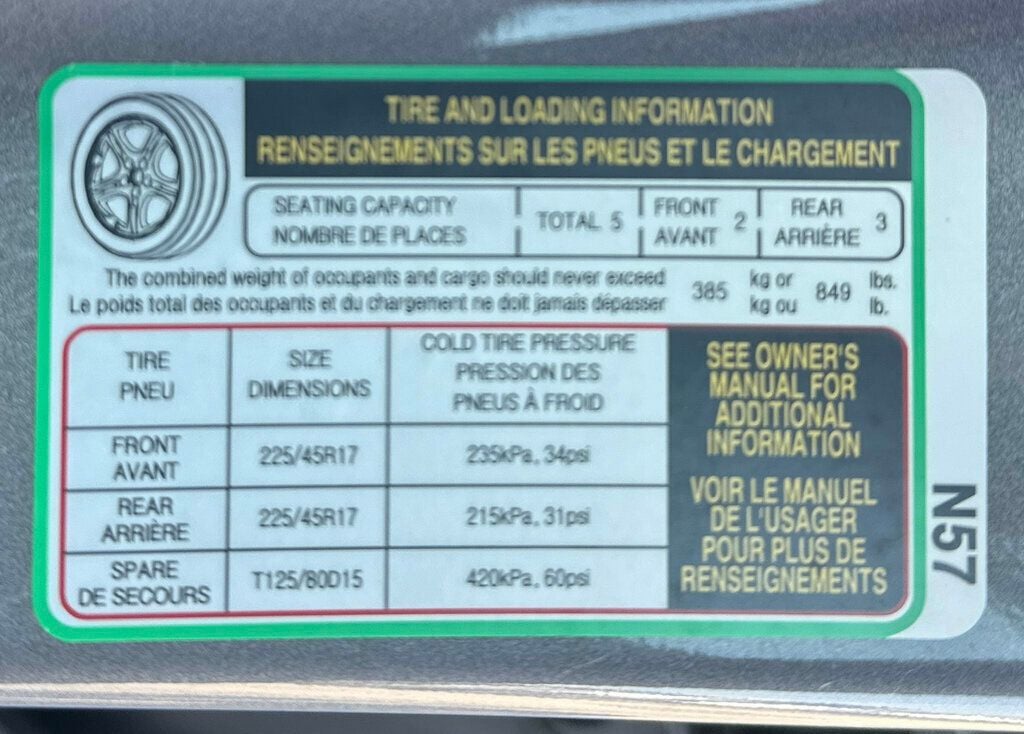 TIRE AND LOADING INFORMATION
RENSEIGNEMENTS SUR LES PNEUS ET LE CHARGEMENT
SEATING CAPACITY
NOMBRE DE PLACES
TOTAL 5
FRONT
AVANT
2
REAR
ARRIÈRE
3
The combined weight of occupants and cargo should never exceed
Le poids total des occupants et du chargement ne doit jamais dépasser
385
kg or
kg ou
849
lbs.
lb.
TIRE
PNEU
SIZE
DIMENSIONS
COLD TIRE PRESSURE
PRESSION DES
PNEUS À FROID
FRONT
AVANT
225/45R17
235kPa, 34psi
REAR
ARRIÈRE
225/45R17
215kPa, 31psi
SPARE
DE SECOURS
T125/80D15
420kPa, 60psi
SEE OWNER'S
MANUAL FOR
ADDITIONAL
INFORMATION
VOIR LE MANUEL
DE L'USAGER
POUR PLUS DE
RENSEIGNEMENTS
N57